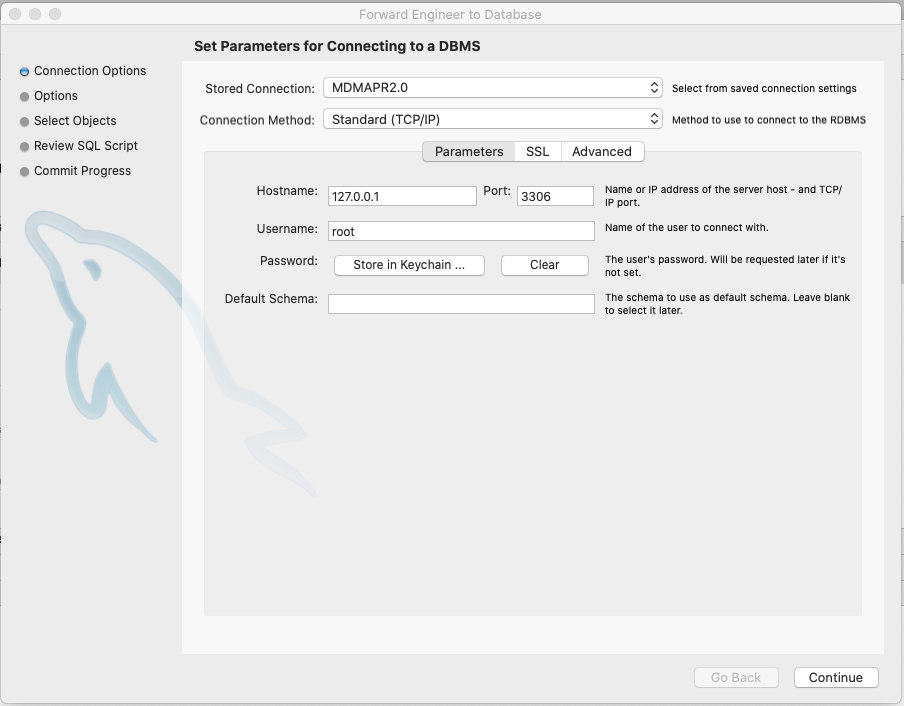 Forward Engineer to Database
Set Parameters for Connecting to a DBMS
Connection Options
Options
Select Objects
Review SQL Script
Commit Progress
Stored Connection: MDMAPR2.0 Select from saved connection settings
Connection Method: Standard (TCP/IP) Method to use to connect to the RDBMS
Parameters SSL Advanced
Hostname: 127.0.0.1 Port: 3306 Name or IP address of the server host - and TCP/
IP port.
Username: root Name of the user to connect with.
Password: Store in Keychain ... Clear The user's password. Will be requested later if it's
not set.
Default Schema: The schema to use as default schema. Leave blank
to select it later.
Go Back Continue